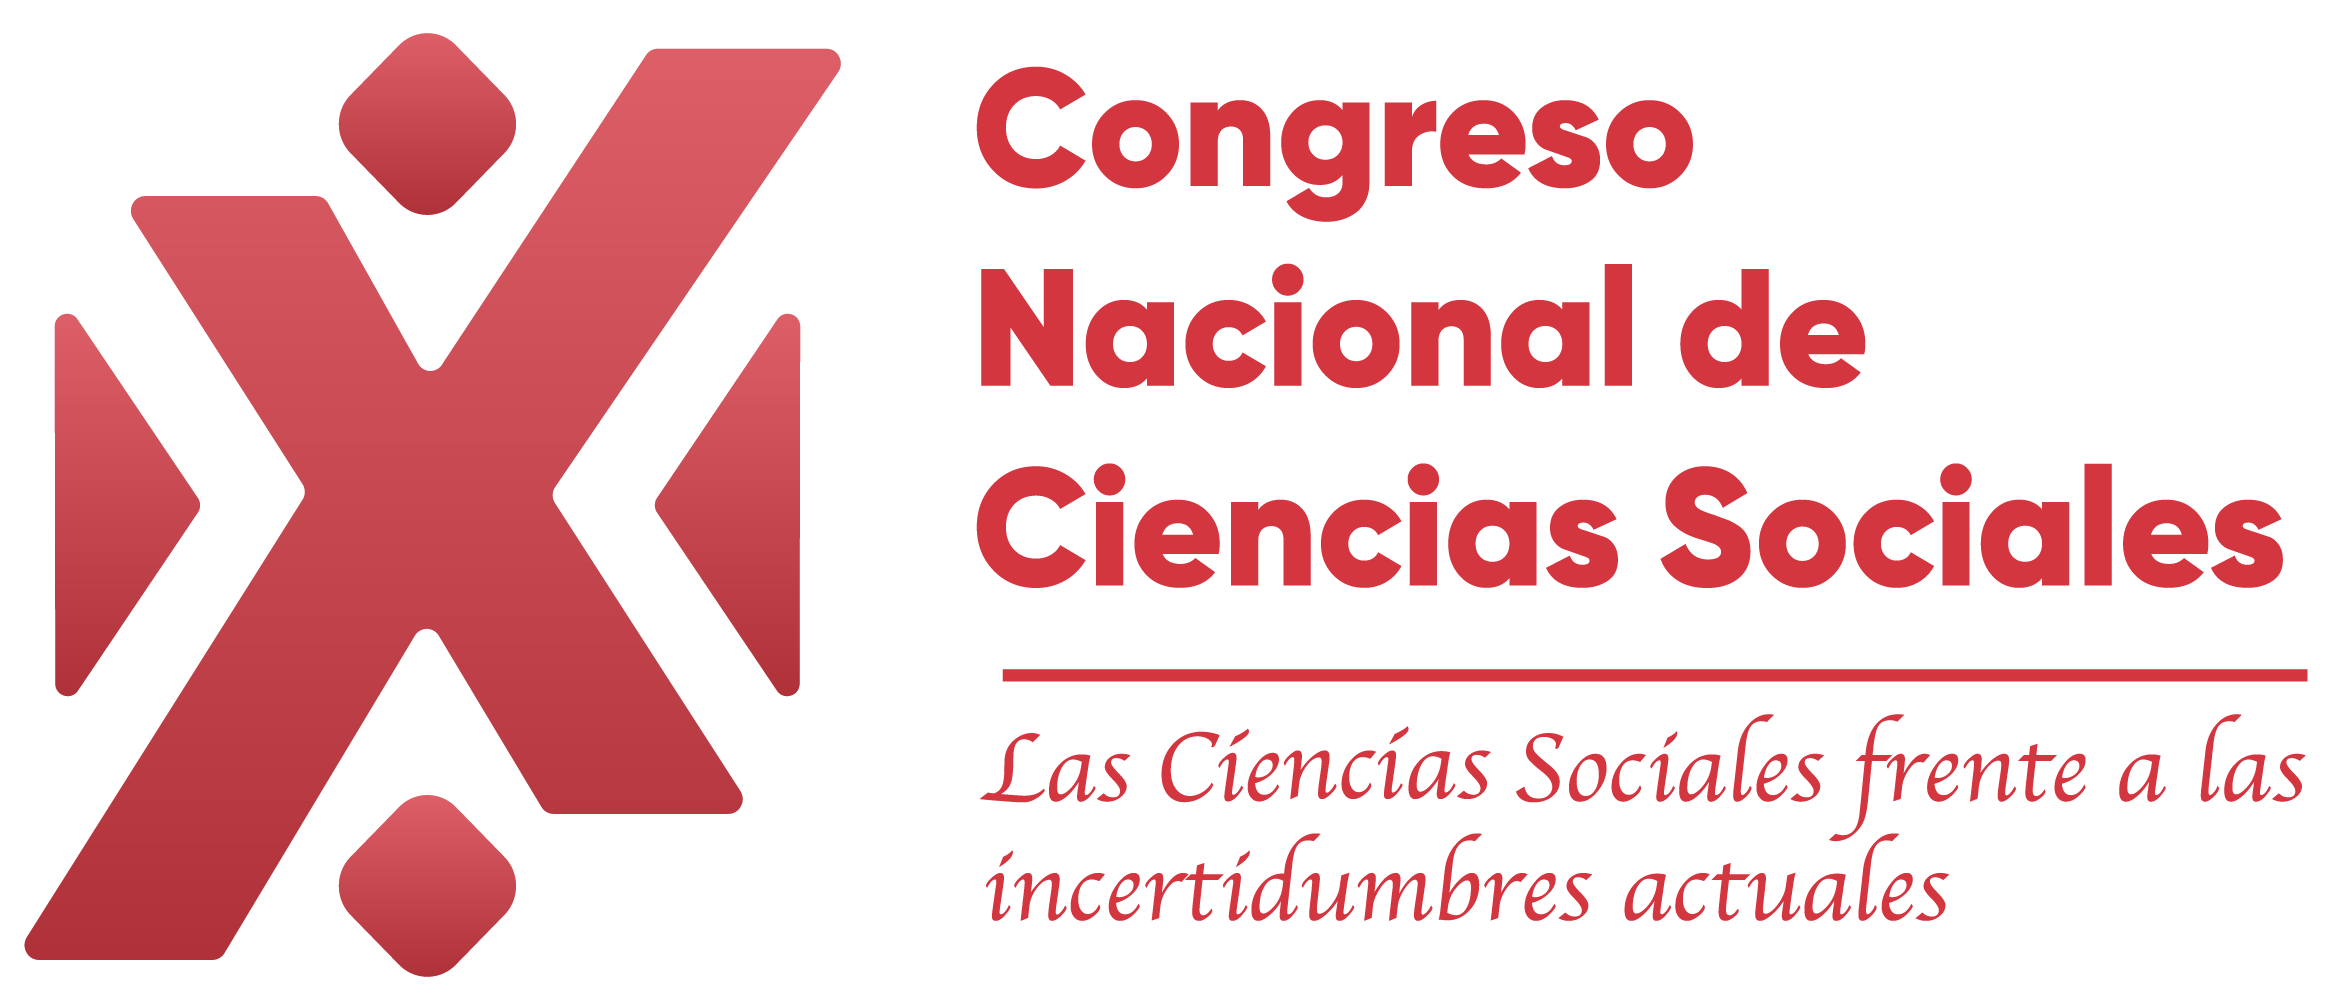 X
Congreso
Nacional de
Ciencias Sociales
Las Ciencias Sociales frente a las
incertidumbres actuales